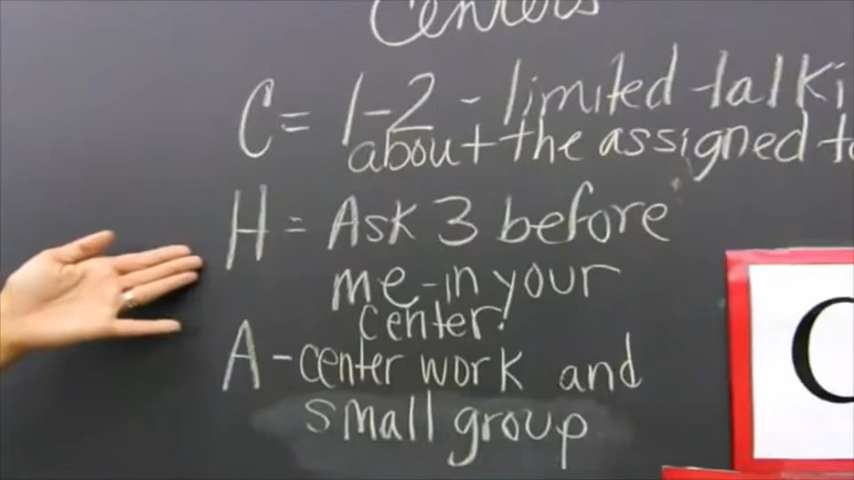 Centers
C = 1-2 - limited talki
about the assigned t
H = Ask 3 before
me - in your
center!
A - center work and
small group
C